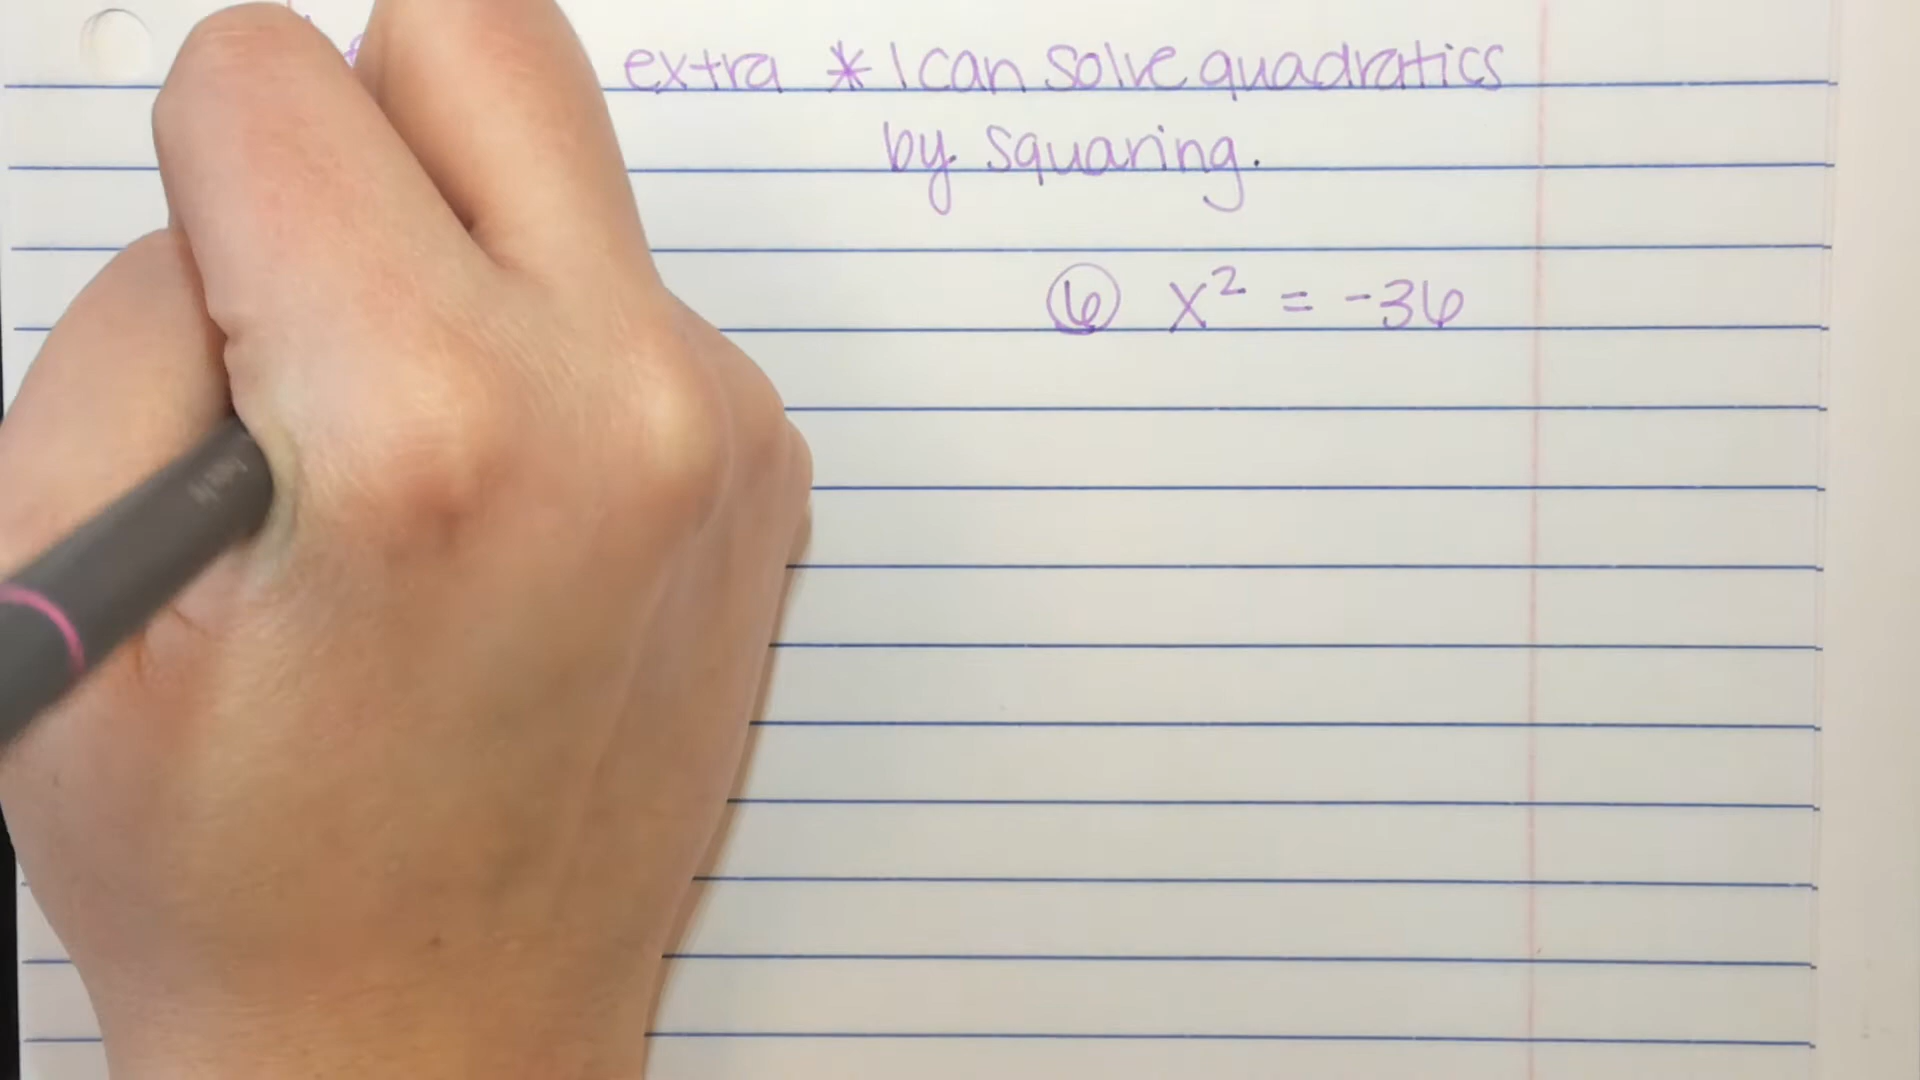 extra * I can solve quadratics
by squaring.
⑥ x² = -36